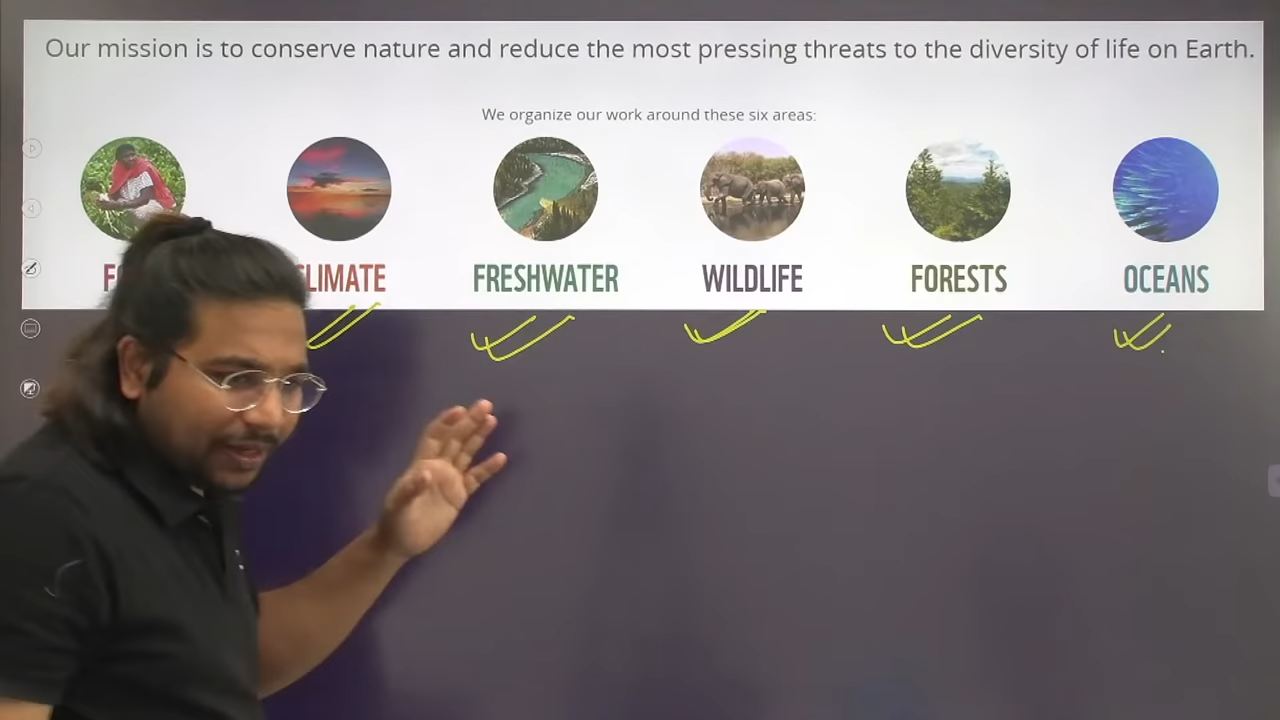 Our mission is to conserve nature and reduce the most pressing threats to the diversity of life on Earth.
We organize our work around these six areas:
FRESHWATER WILDLIFE FORESTS OCEANS